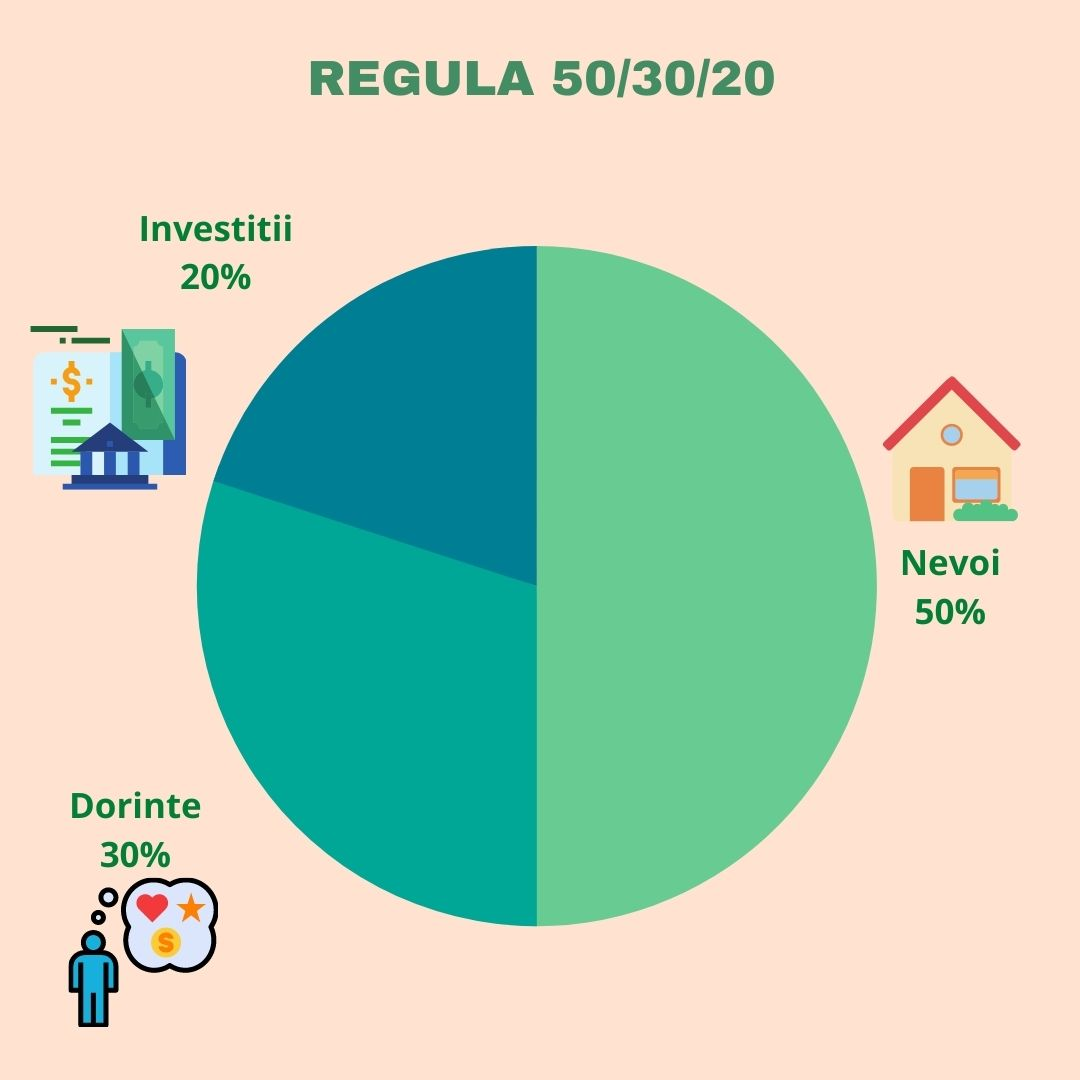 REGULA 50/30/20
Investitii
20%
$
Nevoi
50%
Dorinte
30%
S